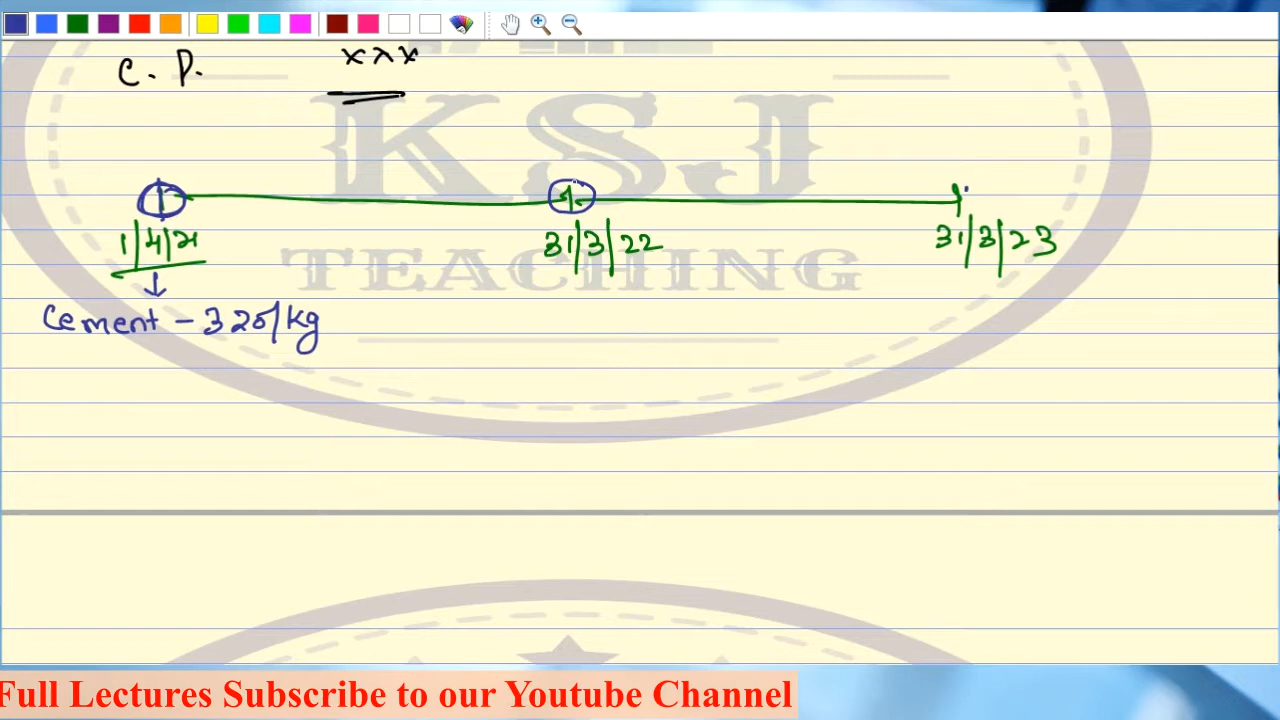 C. P. xxx
KSJ
1|4|21 31|3|22 31|3|23
TEACHING
Cement - 320/kg
Full Lectures Subscribe to our Youtube Channel